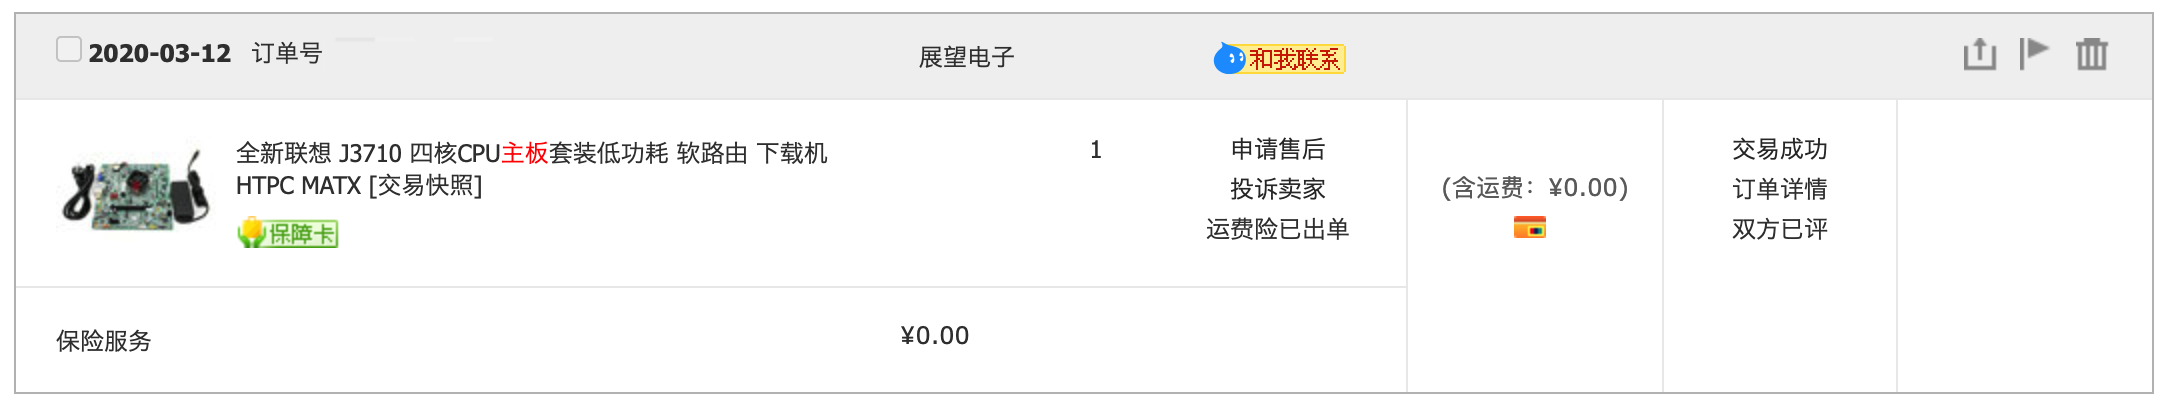 2020-03-12 订单号
展望电子
和我联系
全新联想 J3710 四核CPU主板套装低功耗 软路由 下载机
HTPC MATX [交易快照]
保障卡
1
申请售后
投诉卖家
运费险已出单
(含运费：¥0.00)
交易成功
订单详情
双方已评
保险服务
¥0.00